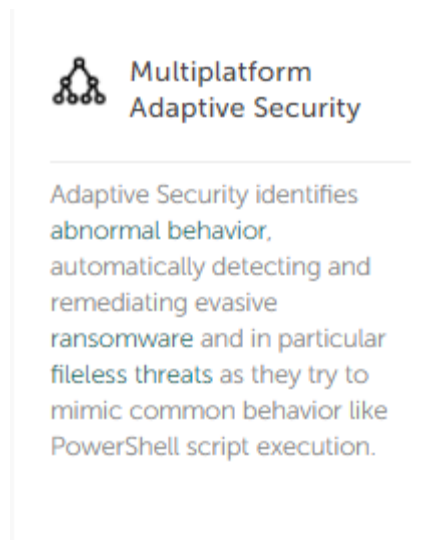 Multiplatform
Adaptive Security
Adaptive Security identifies
abnormal behavior,
automatically detecting and
remediating evasive
ransomware and in particular
fileless threats as they try to
mimic common behavior like
PowerShell script execution.